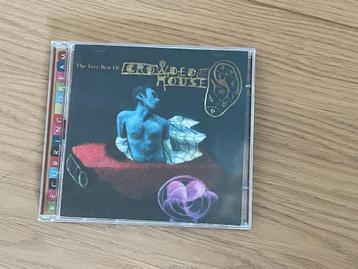 The Very Best Of
CROWDED HOUSE
RECURRING DREAM